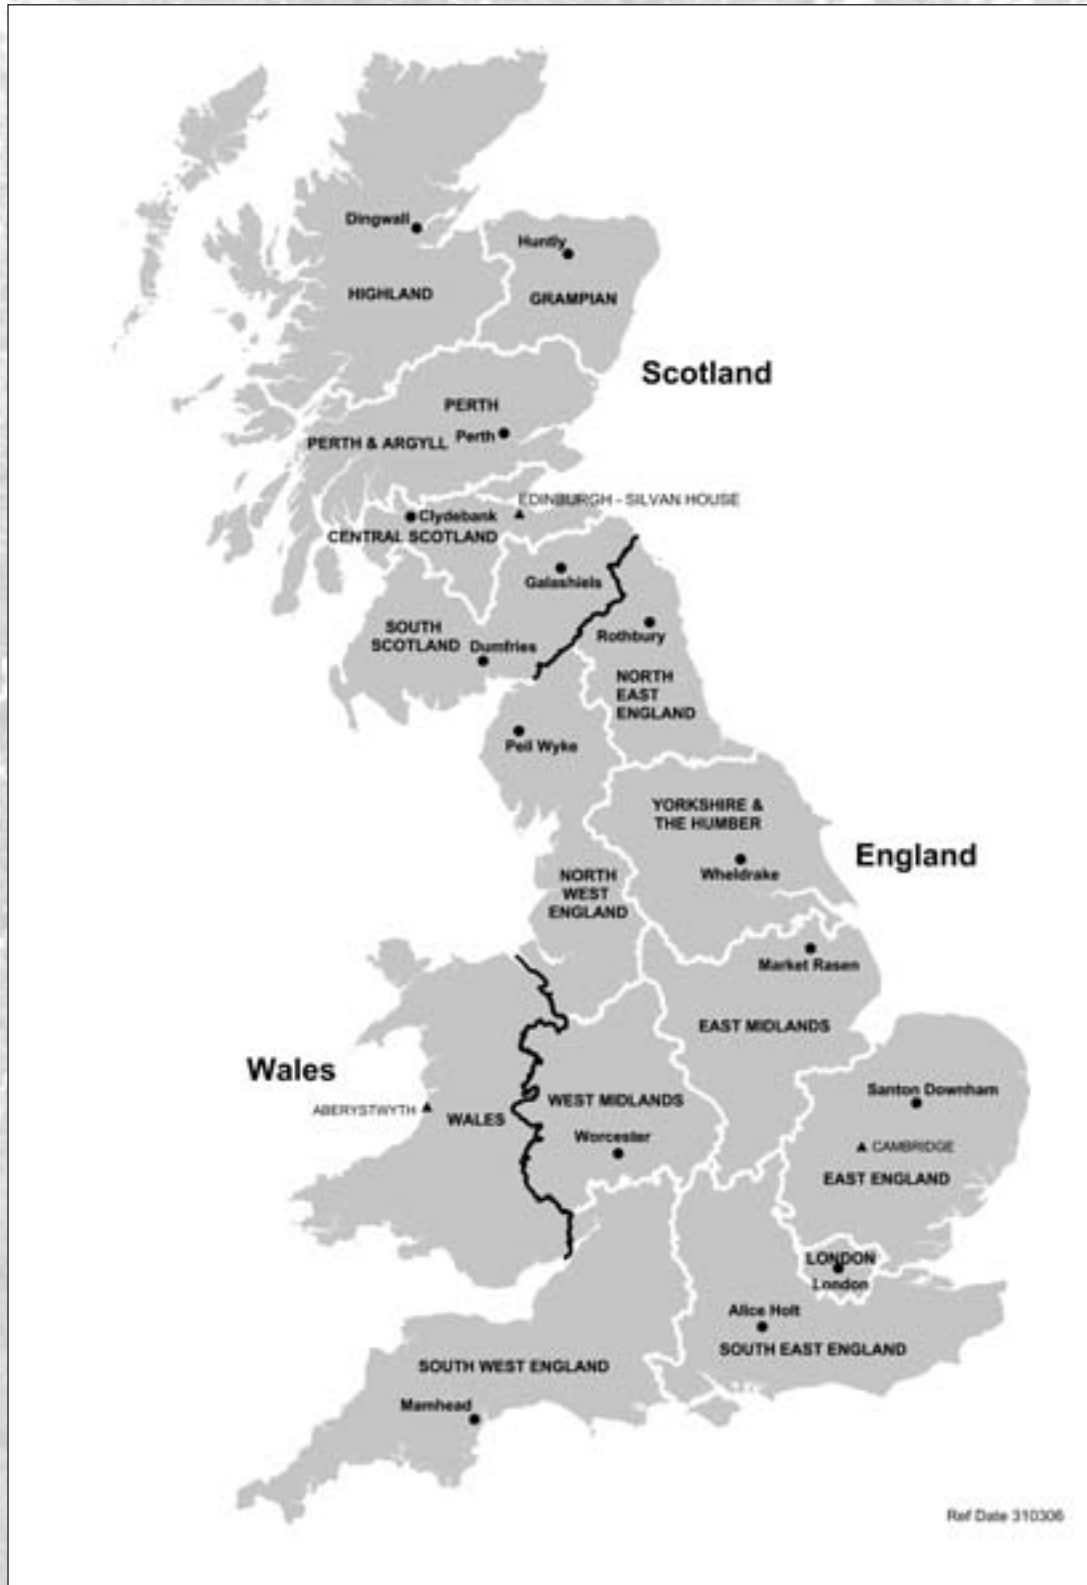 Dingwall
Huntly
HIGHLAND
GRAMPIAN
Scotland
PERTH
Perth
PERTH & ARGYLL
EDINBURGH - SILVAN HOUSE
Clydebank
CENTRAL SCOTLAND
Galashiels
SOUTH
SCOTLAND
Dumfries
Rothbury
NORTH
EAST
ENGLAND
Peil Wyke
YORKSHIRE &
THE HUMBER
England
Wheldrake
NORTH
WEST
ENGLAND
Market Rasen
EAST MIDLANDS
Wales
Santon Downham
WEST MIDLANDS
ABERYSTWYTH
WALES
Worcester
CAMBRIDGE
EAST ENGLAND
LONDON
London
Alice Holt
SOUTH EAST ENGLAND
SOUTH WEST ENGLAND
Mamhead
Ref Date 310306